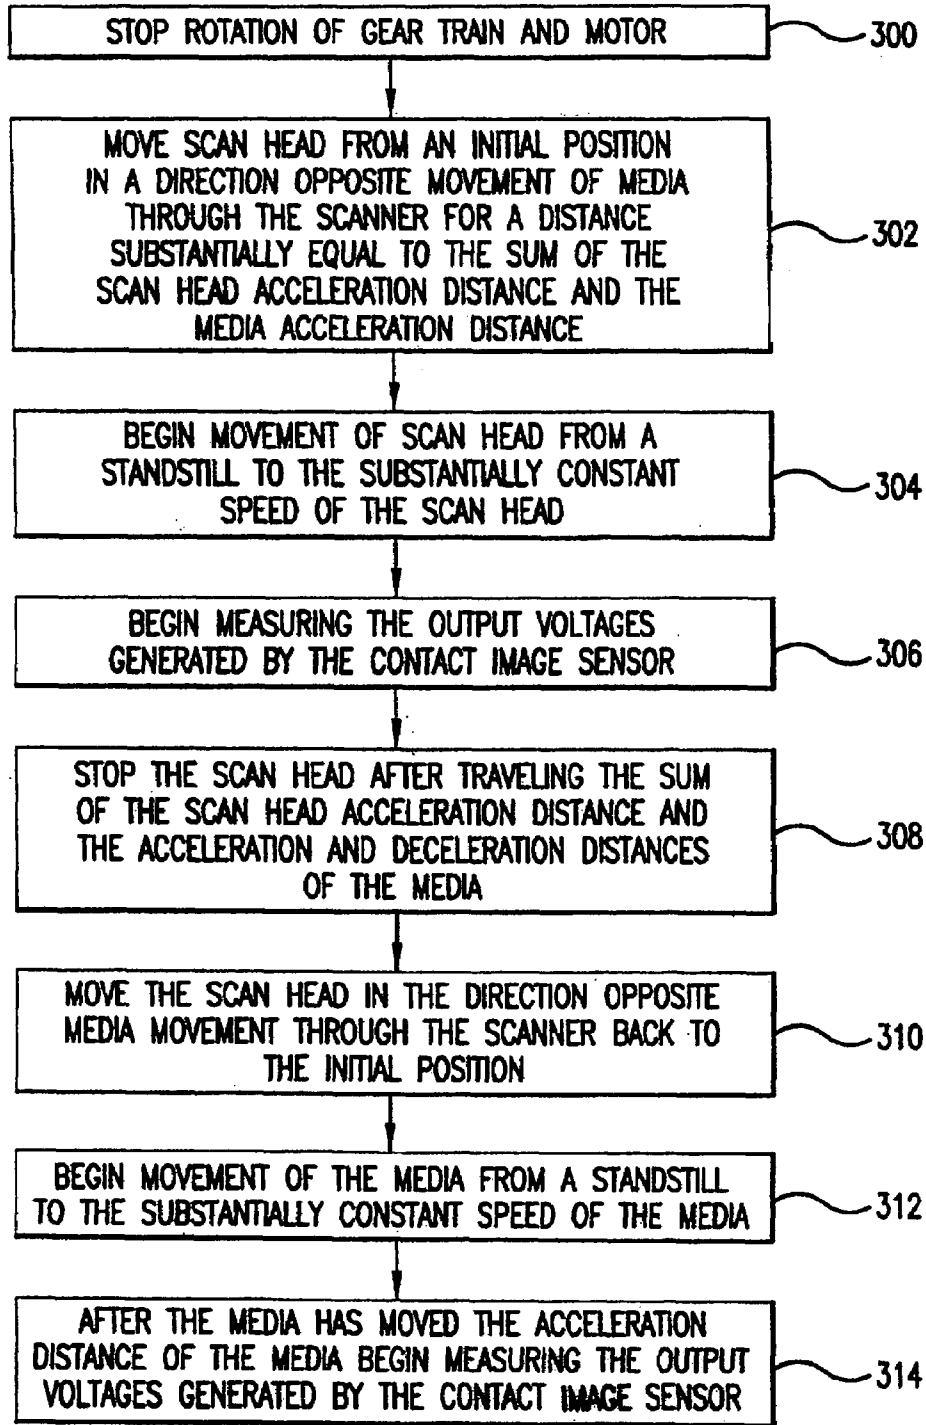 STOP ROTATION OF GEAR TRAIN AND MOTOR
300
MOVE SCAN HEAD FROM AN INITIAL POSITION
IN A DIRECTION OPPOSITE MOVEMENT OF MEDIA
THROUGH THE SCANNER FOR A DISTANCE
SUBSTANTIALLY EQUAL TO THE SUM OF THE
SCAN HEAD ACCELERATION DISTANCE AND THE
MEDIA ACCELERATION DISTANCE
302
BEGIN MOVEMENT OF SCAN HEAD FROM A
STANDSTILL TO THE SUBSTANTIALLY CONSTANT
SPEED OF THE SCAN HEAD
304
BEGIN MEASURING THE OUTPUT VOLTAGES
GENERATED BY THE CONTACT IMAGE SENSOR
306
STOP THE SCAN HEAD AFTER TRAVELING THE SUM
OF THE SCAN HEAD ACCELERATION DISTANCE AND
THE ACCELERATION AND DECELERATION DISTANCES
OF THE MEDIA
308
MOVE THE SCAN HEAD IN THE DIRECTION OPPOSITE
MEDIA MOVEMENT THROUGH THE SCANNER BACK TO
THE INITIAL POSITION
310
BEGIN MOVEMENT OF THE MEDIA FROM A STANDSTILL
TO THE SUBSTANTIALLY CONSTANT SPEED OF THE MEDIA
312
AFTER THE MEDIA HAS MOVED THE ACCELERATION
DISTANCE OF THE MEDIA BEGIN MEASURING THE OUTPUT
VOLTAGES GENERATED BY THE CONTACT IMAGE SENSOR
314